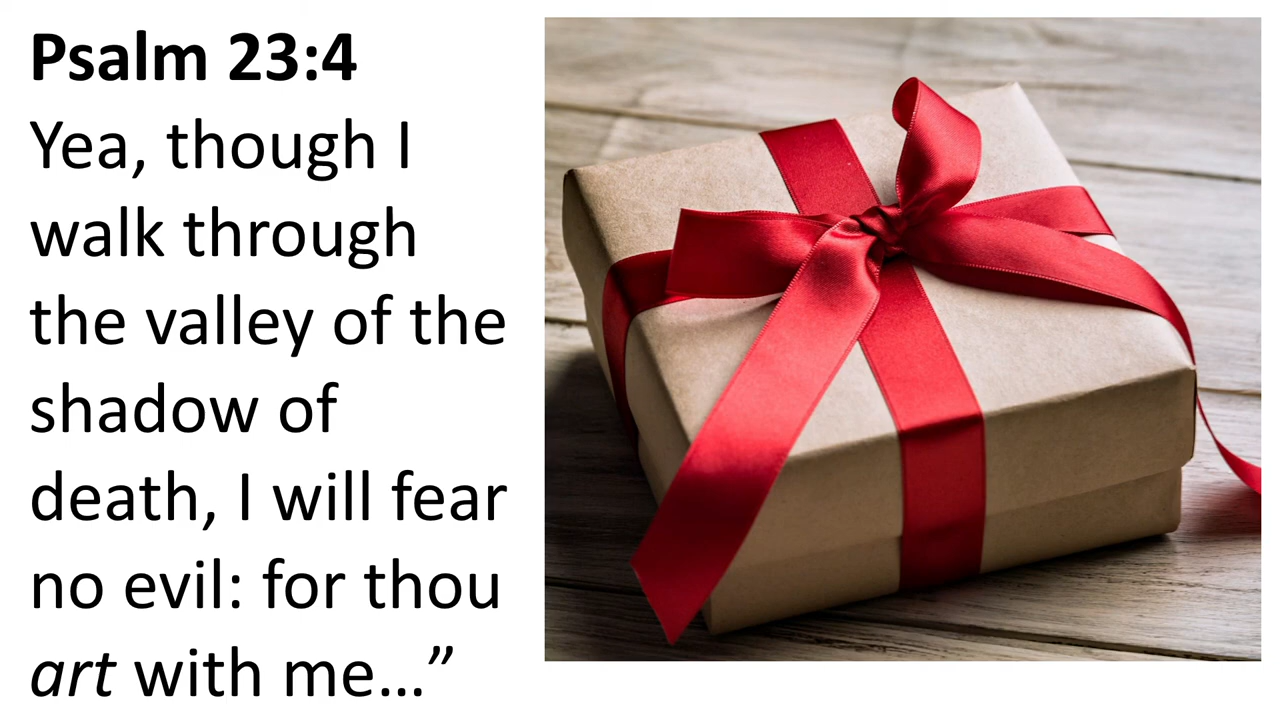 Psalm 23:4
Yea, though I
walk through
the valley of the
shadow of
death, I will fear
no evil: for thou
art with me…”